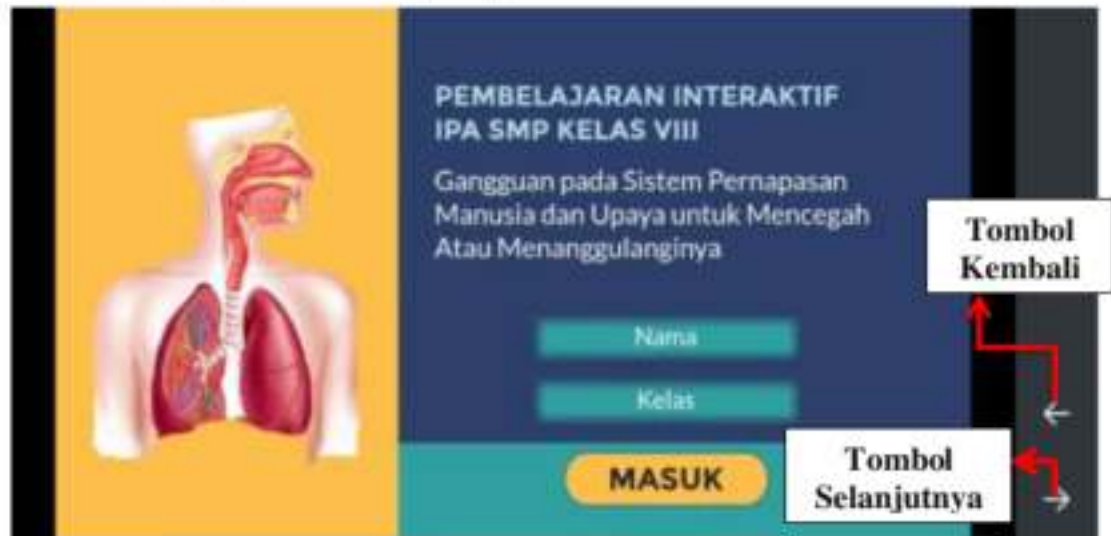 PEMBELAJARAN INTERAKTIF
IPA SMP KELAS VIII
Gangguan pada Sistem Pernapasan
Manusia dan Upaya untuk Mencegah
Atau Menanggulanginya
Nama
Kelas
MASUK
Tombol
Kembali
Tombol
Selanjutnya